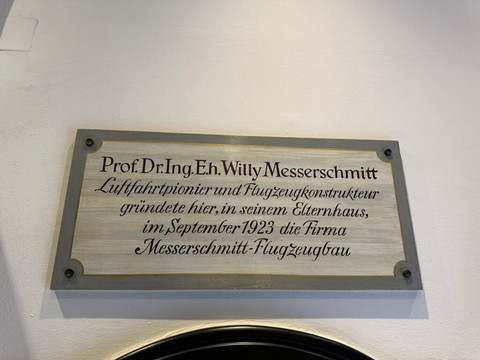 Prof. Dr. Ing. E.h. Willy Messerschmitt
Luftfahrtpionier und Flugzeugkonstrukteur
gründete hier, in seinem Elternhaus,
im September 1923 die Firma
Messerschmitt-Flugzeugbau